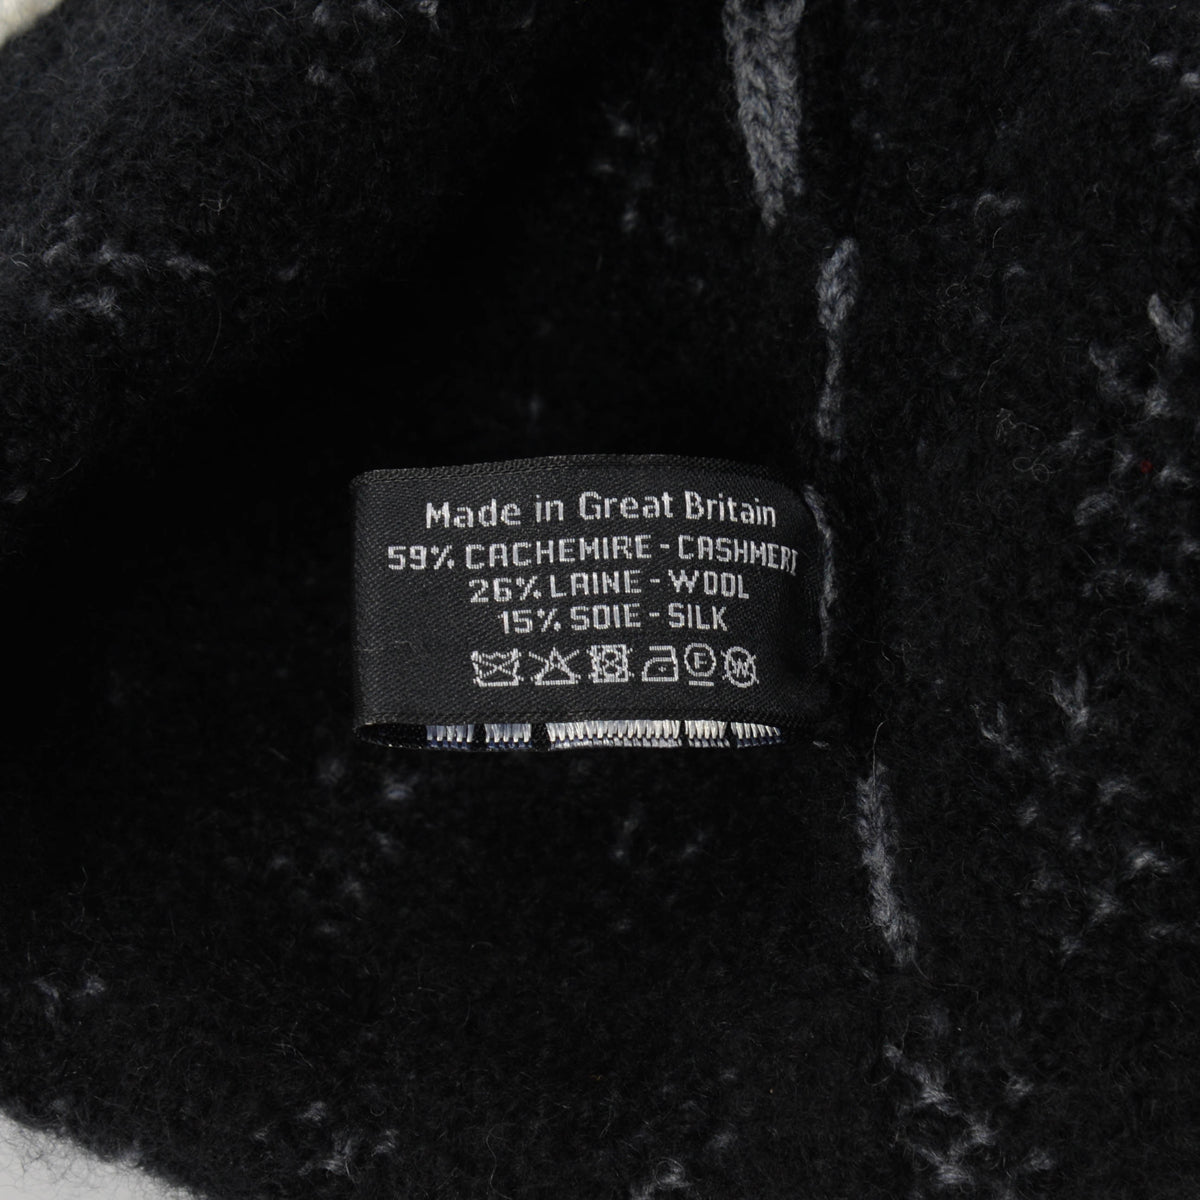 Made in Great Britain
59% CACHEMIRE - CASHMERE
26% LAINE - WOOL
15% SOIE - SILK
F W